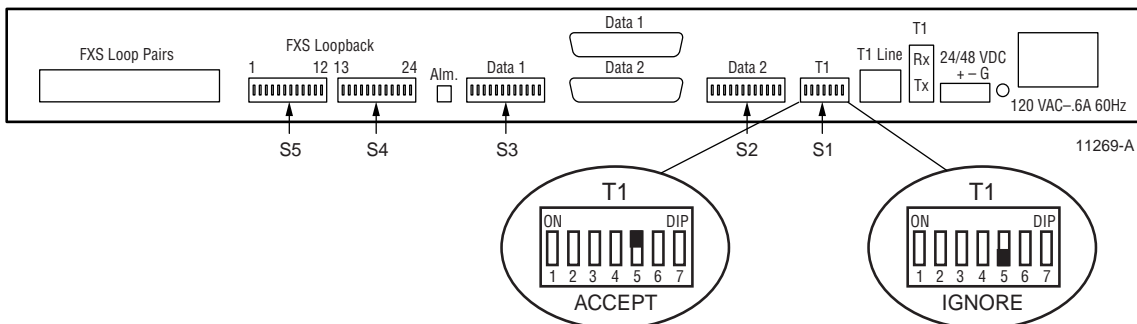 Data 1
T1
FXS Loop Pairs
FXS Loopback
1 12 13 24
Alm.
Data 1
Data 2
Data 2
T1
T1 Line
Rx
Tx
24/48 VDC
+ – G
120 VAC–.6A 60Hz
S5
S4
S3
S2
S1
11269-A
T1
ON DIP
1 2 3 4 5 6 7
ACCEPT
T1
ON DIP
1 2 3 4 5 6 7
IGNORE